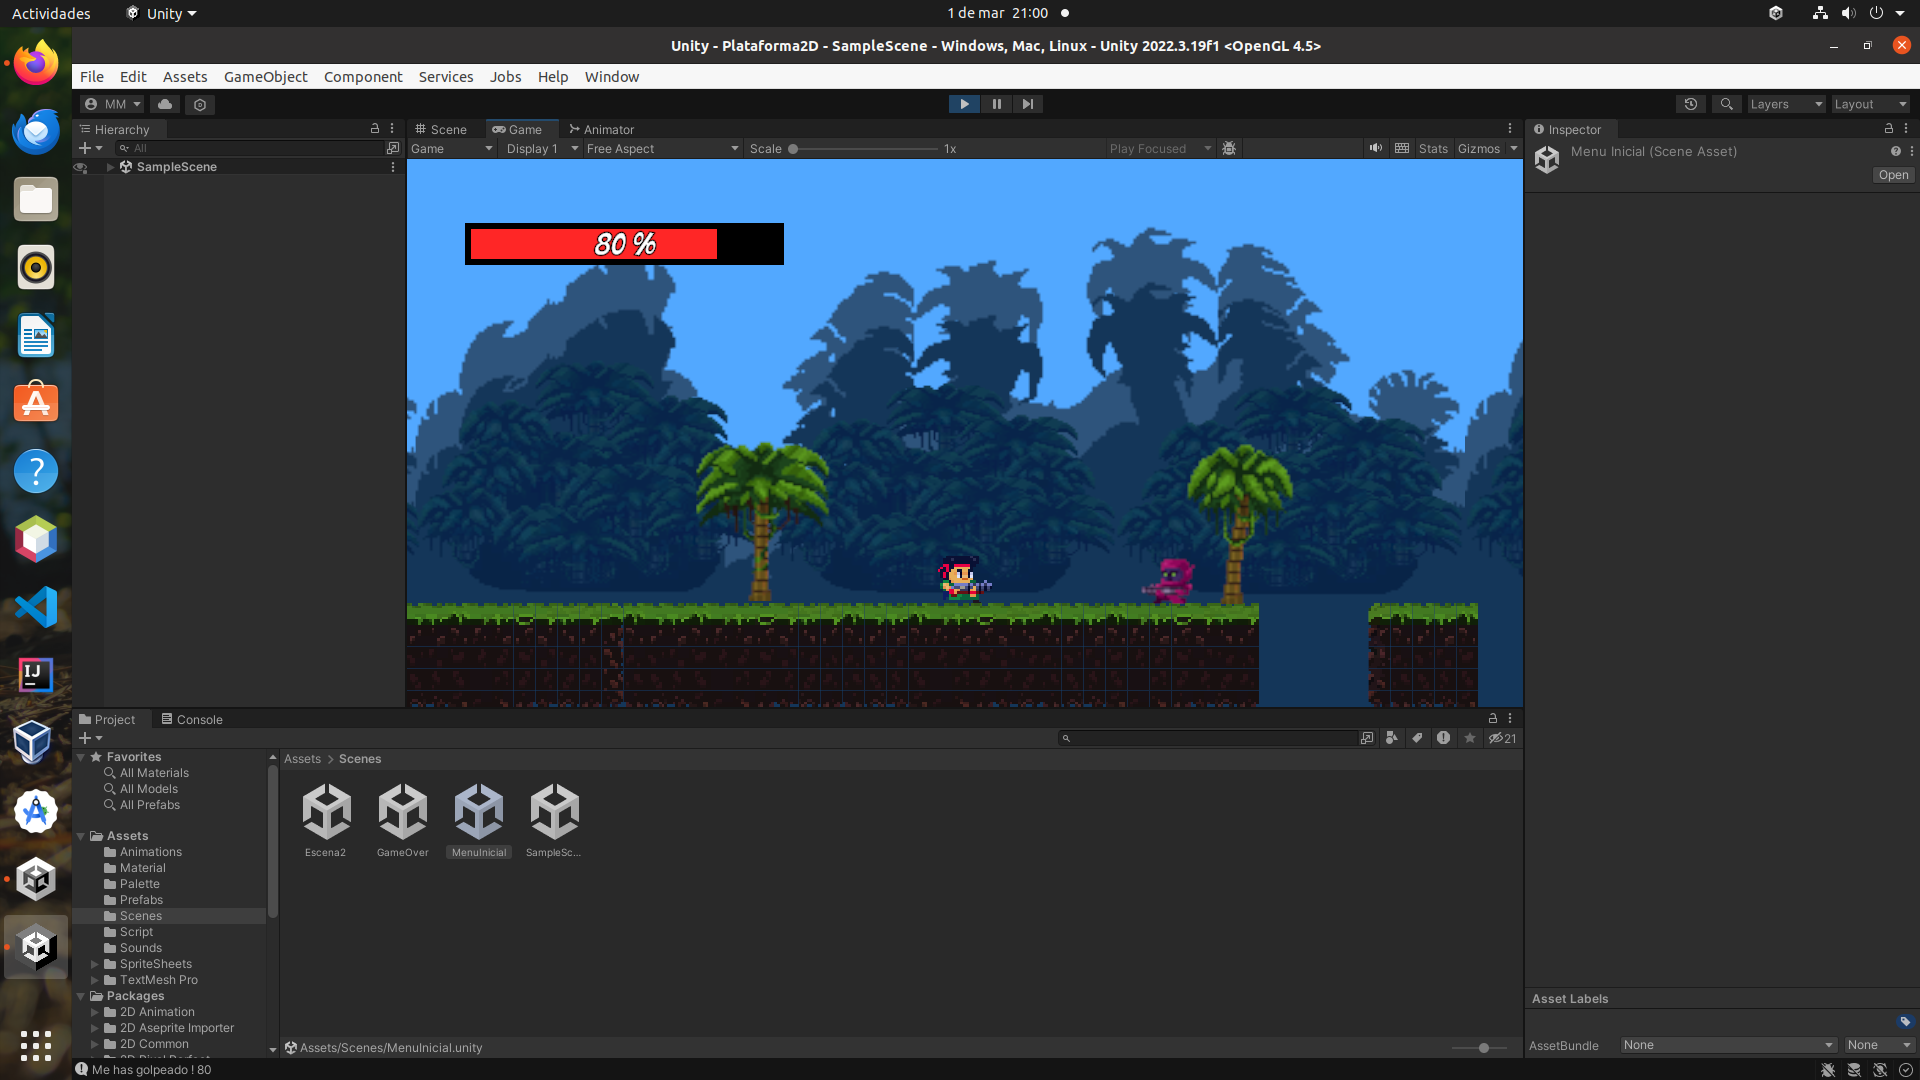 Actividades Unity 1 de mar 21:00
Unity - Plataforma2D - SampleScene - Windows, Mac, Linux - Unity 2022.3.19f1 <OpenGL 4.5>
File Edit Assets GameObject Component Services Jobs Help Window
MM Layers Layout
Hierarchy Scene Game Animator Inspector
All Game Display 1 Free Aspect Scale 1x Play Focused Stats Gizmos
Menu Inicial (Scene Asset)
SampleScene
Open
80 %
Project Console
21
Favorites
Assets > Scenes
All Materials
All Models
All Prefabs
Assets
Animations
Material
Palette
Prefabs
Scenes
Script
Sounds
SpriteSheets
TextMesh Pro
Packages
2D Animation
2D Aseprite Importer
2D Common
2D Pixel Perfect
Escena2 GameOver MenuInicial SampleSc...
Assets/Scenes/MenuInicial.unity
Asset Labels
AssetBundle None None
Me has golpeado ! 80